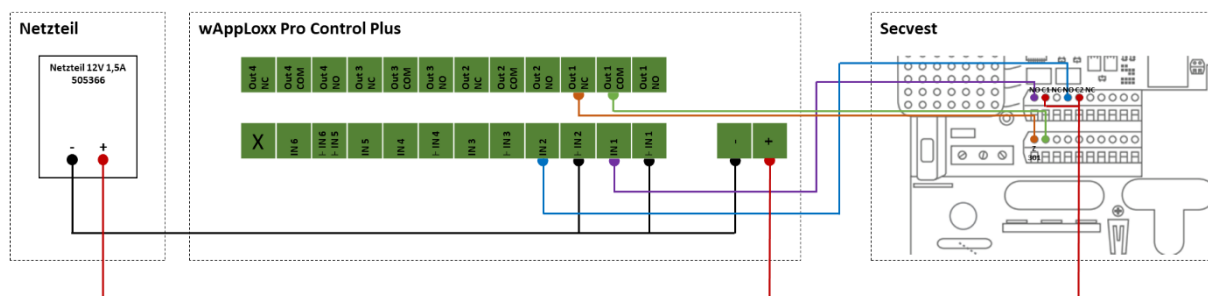 Netzteil
Netzteil 12V 1,5A
505366
- +
wAppLoxx Pro Control Plus
Out 4
NC
Out 4
COM
Out 4
NO
Out 3
NC
Out 3
COM
Out 3
NO
Out 2
NC
Out 2
COM
Out 2
NO
Out 1
NC
Out 1
COM
Out 1
NO
X
IN 6
⊢ IN 6
⊢ IN 5
IN 5
IN 4
⊢ IN 4
IN 3
⊢ IN 3
IN 2
⊢ IN 2
IN 1
⊢ IN 1
-
+
Secvest
NO C1 NC NO C2 NC
Z
301